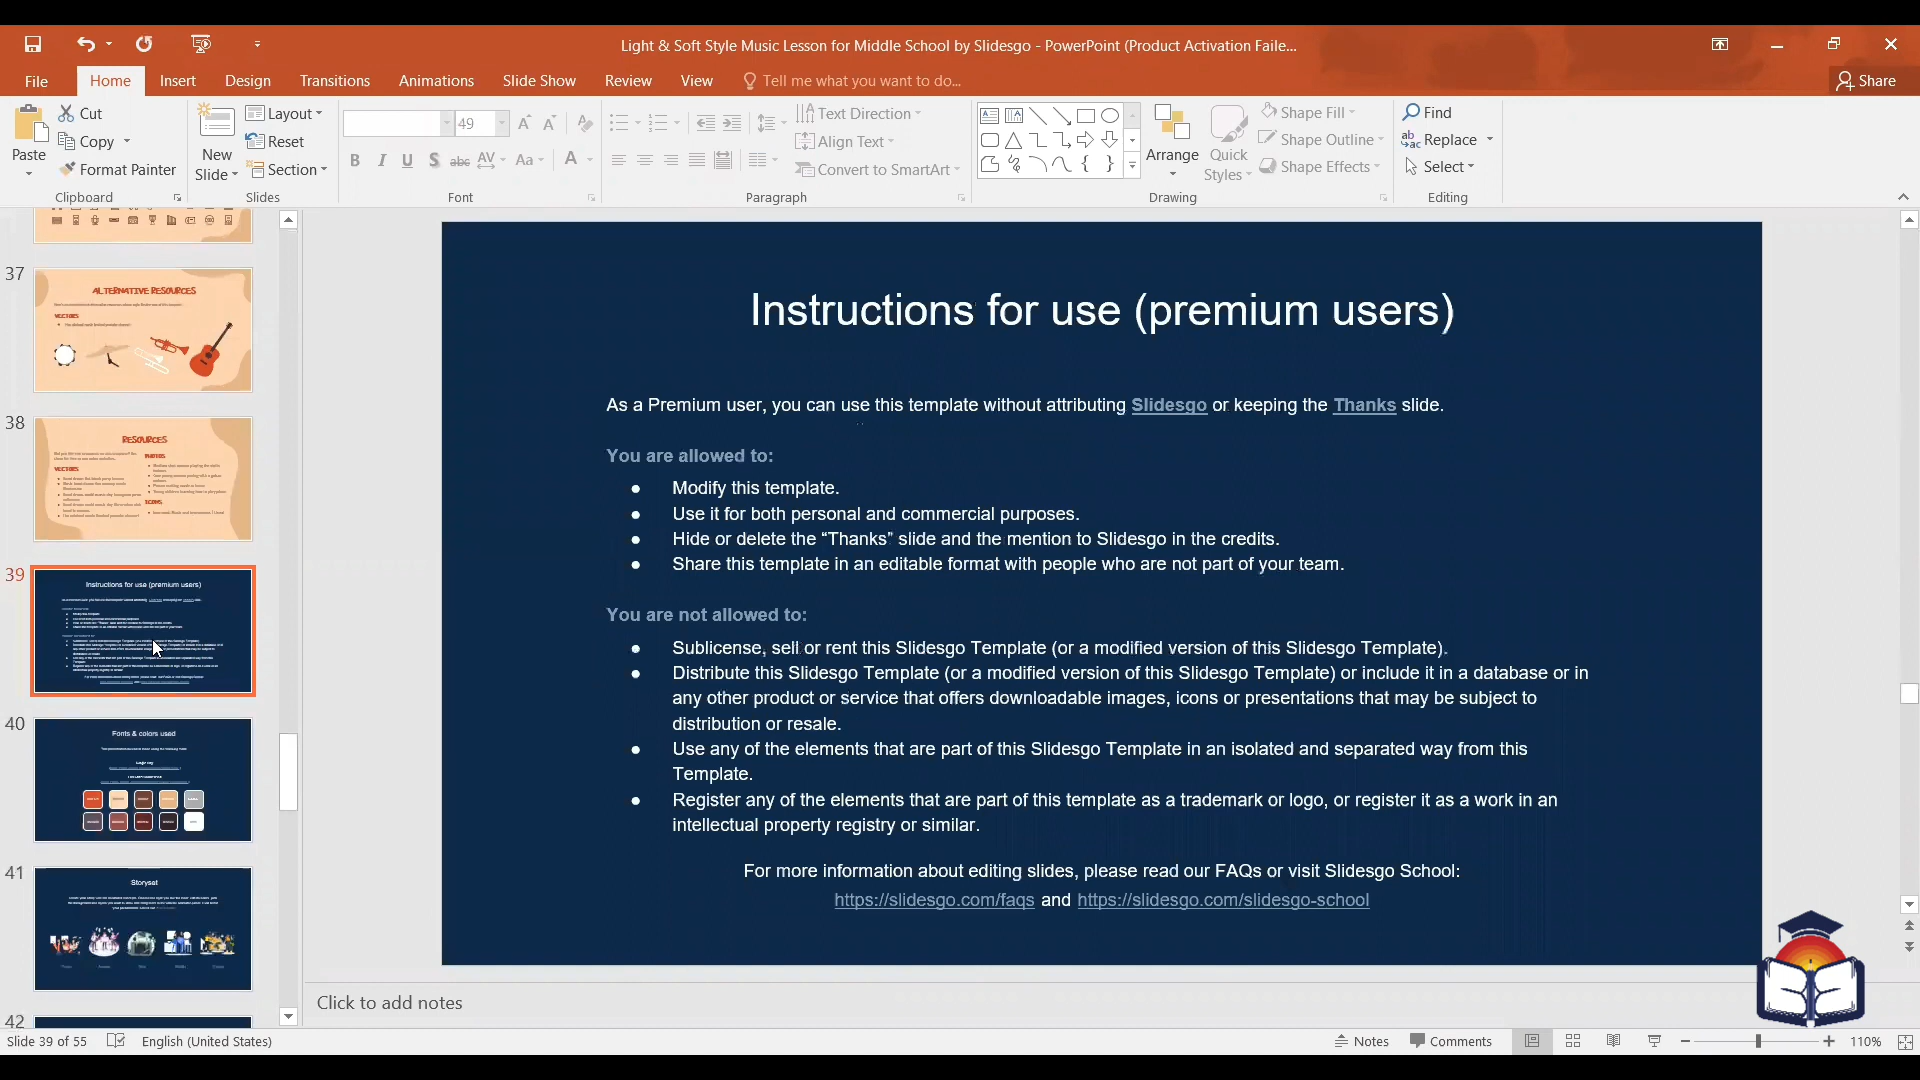 Light & Soft Style Music Lesson for Middle School by Slidesgo - PowerPoint (Product Activation Faile...
File Home Insert Design Transitions Animations Slide Show Review View Tell me what you want to do... Share
Paste Cut Copy Format Painter
Clipboard
New Slide Layout Reset Section
Slides
49
B I U S abc AV Aa A
Font
Text Direction
Align Text
Convert to SmartArt
Paragraph
Arrange Quick Styles
Shape Fill
Shape Outline
Shape Effects
Drawing
Find
Replace
Select
Editing
37
ALTERNATIVE RESOURCES
VECTORS
38
RESOURCES
VECTORS
PHOTOS
ICONS
39
Instructions for use (premium users)
40
Fonts & colors used
41
Storyset
42
Instructions for use (premium users)
As a Premium user, you can use this template without attributing Slidesgo or keeping the Thanks slide.
You are allowed to:
● Modify this template.
● Use it for both personal and commercial purposes.
● Hide or delete the “Thanks” slide and the mention to Slidesgo in the credits.
● Share this template in an editable format with people who are not part of your team.
You are not allowed to:
● Sublicense, sell or rent this Slidesgo Template (or a modified version of this Slidesgo Template).
● Distribute this Slidesgo Template (or a modified version of this Slidesgo Template) or include it in a database or in
any other product or service that offers downloadable images, icons or presentations that may be subject to
distribution or resale.
● Use any of the elements that are part of this Slidesgo Template in an isolated and separated way from this
Template.
● Register any of the elements that are part of this template as a trademark or logo, or register it as a work in an
intellectual property registry or similar.
For more information about editing slides, please read our FAQs or visit Slidesgo School:
https://slidesgo.com/faqs and https://slidesgo.com/slidesgo-school
Click to add notes
Slide 39 of 55 English (United States) Notes Comments 110%